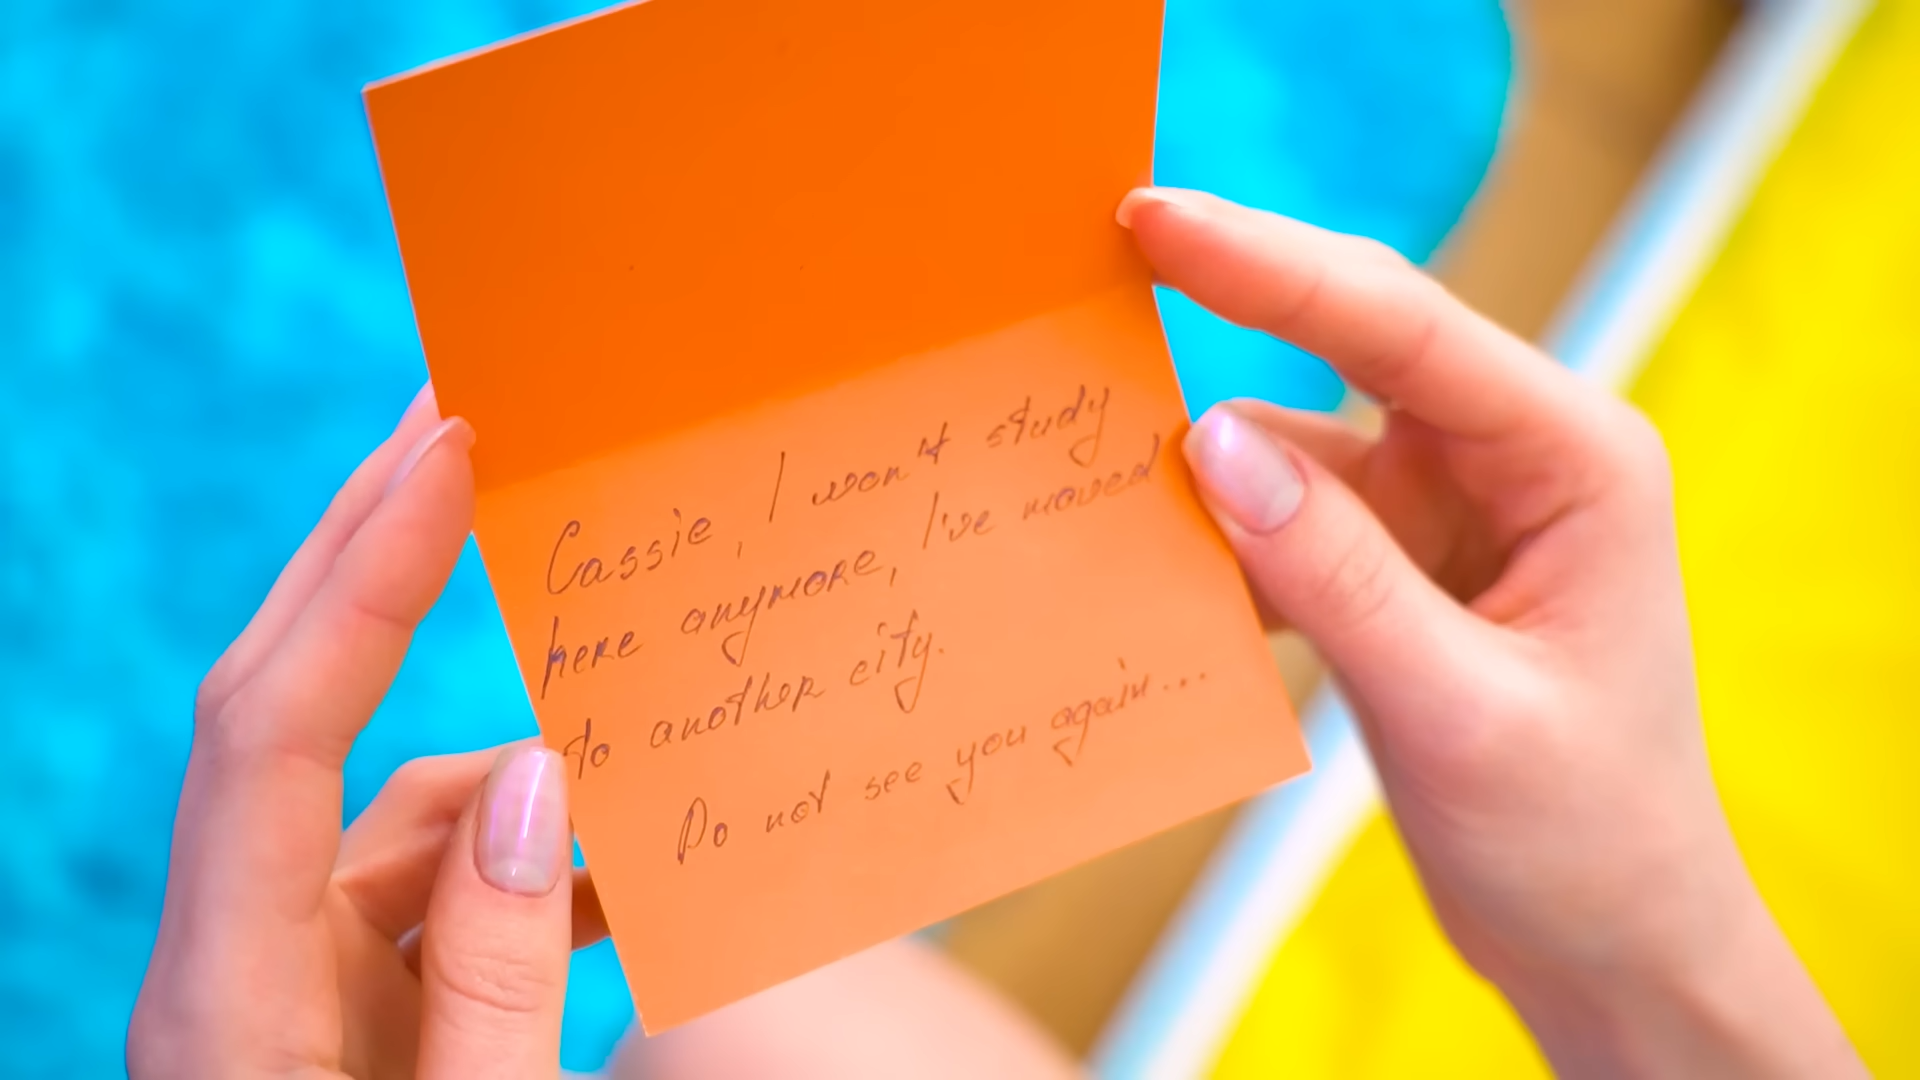 Cassie, I won't study
here anymore, I've moved
to another city.
Do not see you again...